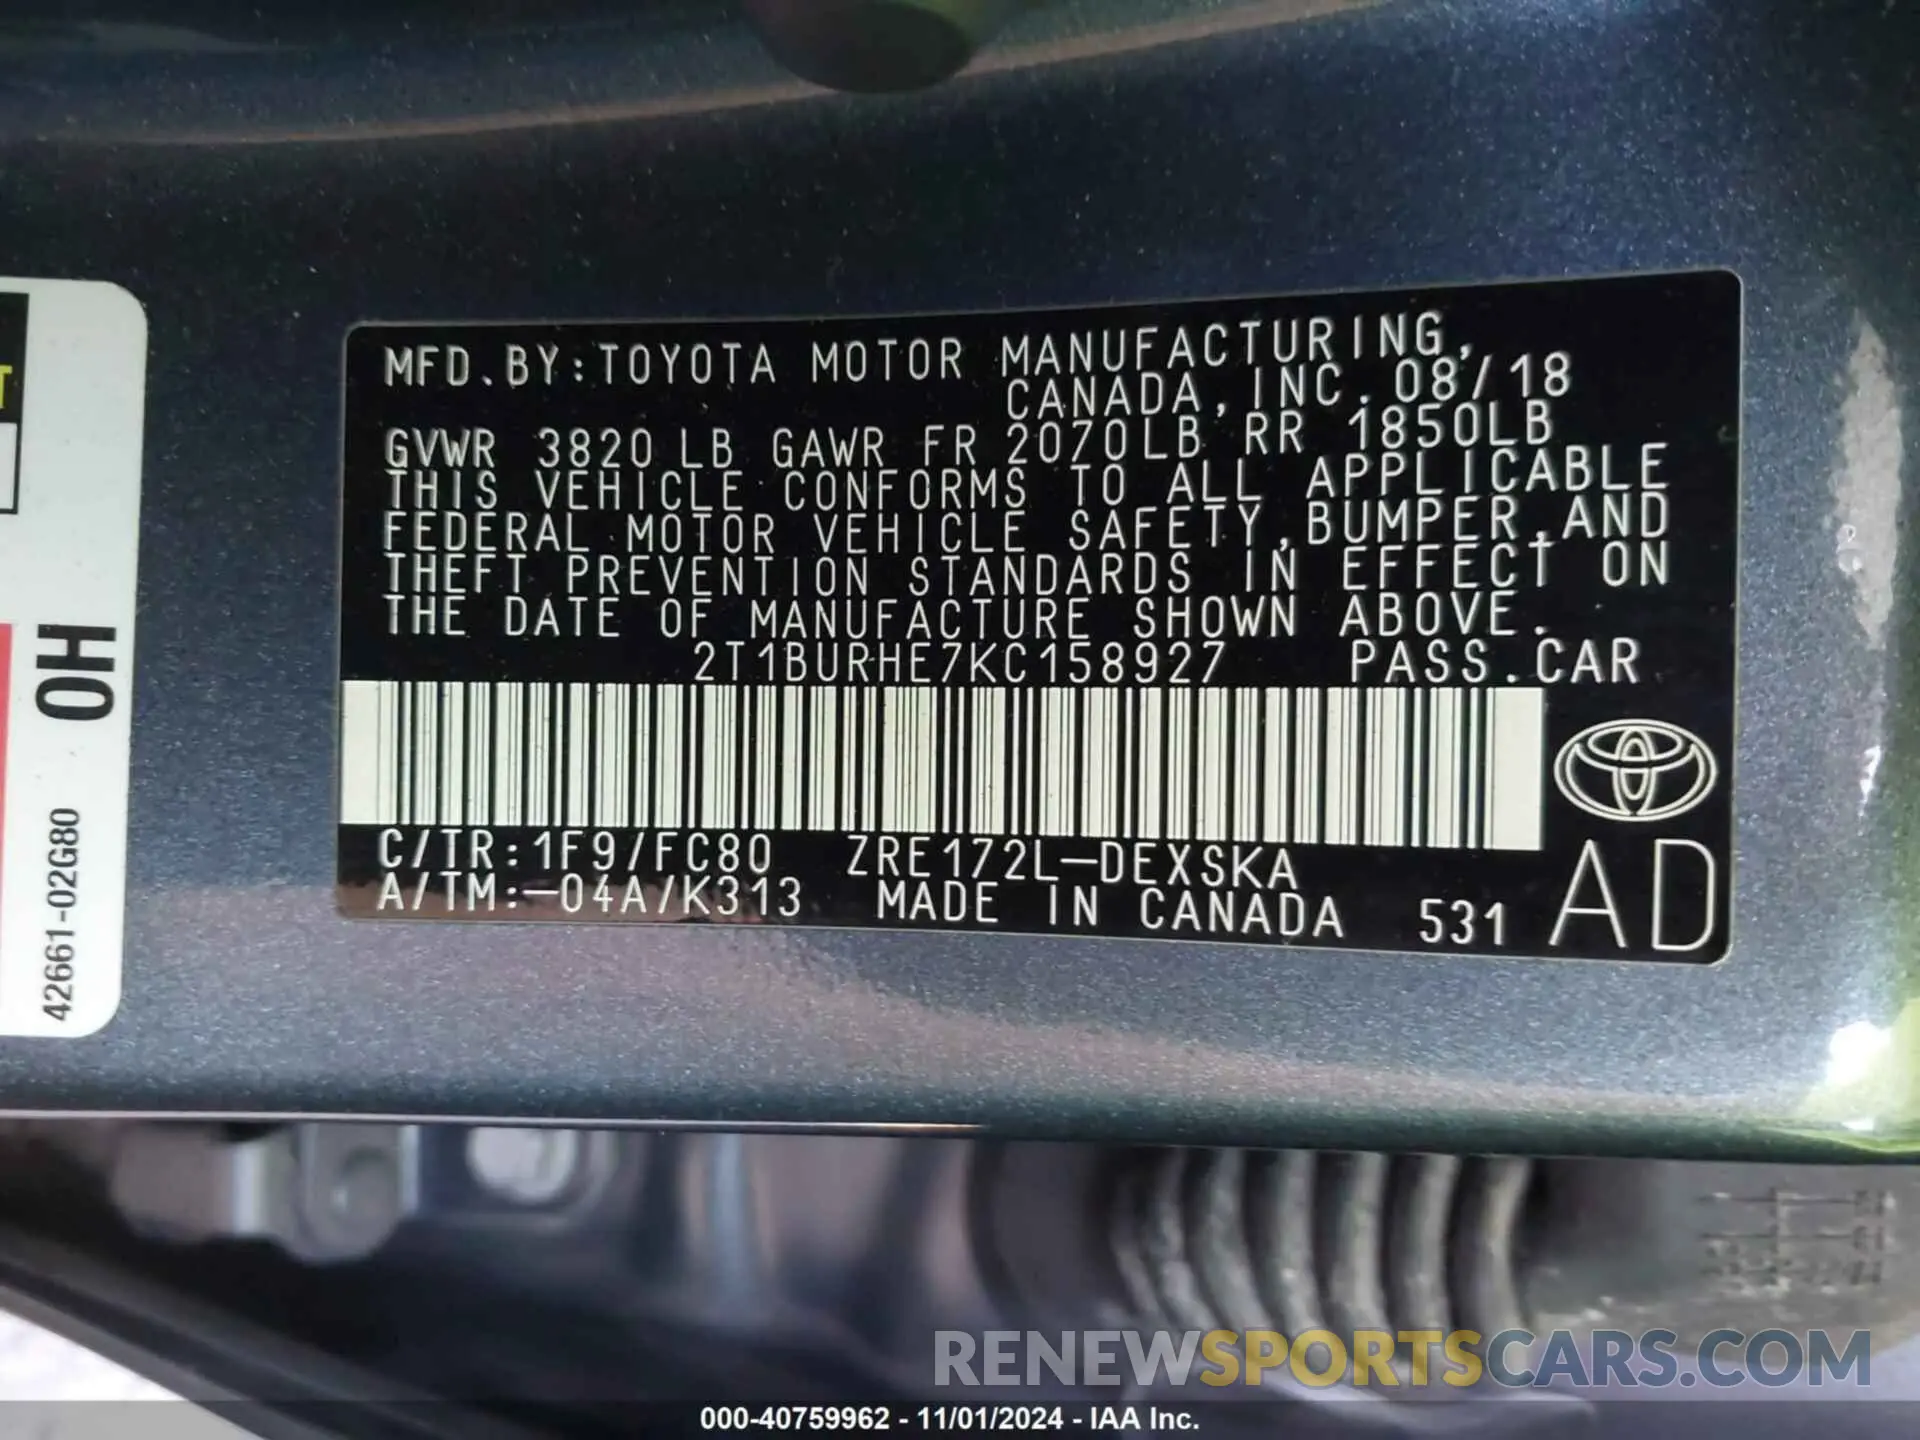 MFD.BY:TOYOTA MOTOR MANUFACTURING,
CANADA,INC.08/18
GVWR 3820 LB GAWR FR 2070LB RR 1850LB
THIS VEHICLE CONFORMS TO ALL APPLICABLE
FEDERAL MOTOR VEHICLE SAFETY,BUMPER,AND
THEFT PREVENTION STANDARDS IN EFFECT ON
THE DATE OF MANUFACTURE SHOWN ABOVE.
2T1BURHE7KC158927 PASS.CAR
C/TR:1F9/FC80 ZRE172L-DEXSKA
A/TM:-04A/K313 MADE IN CANADA 531 AD
T
0H
42661-02G80
RENEWSPORTSCARS.COM
000-40759962 - 11/01/2024 - IAA Inc.